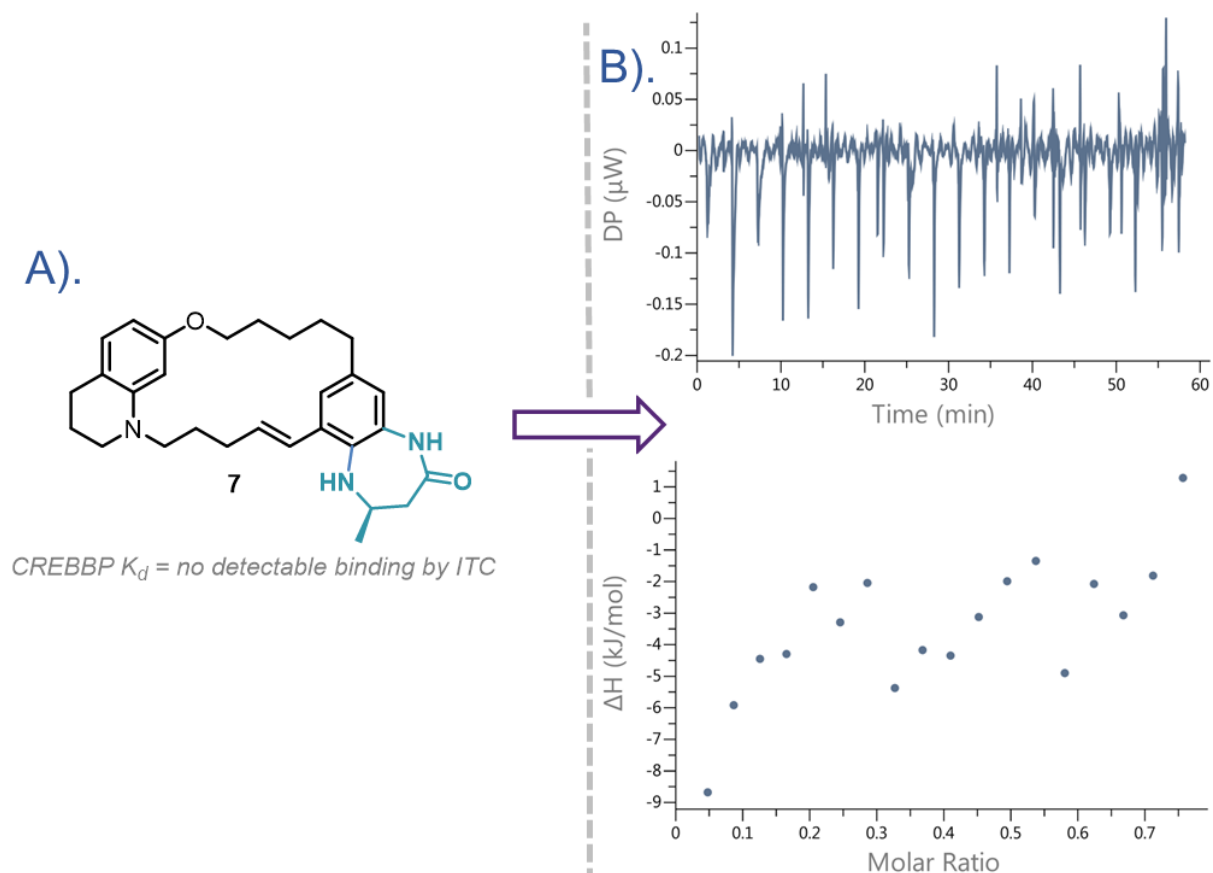 A).
O
N
HN
NH
O
7
CREBBP Kd = no detectable binding by ITC
B).
0.1
0.05
0
-0.05
-0.1
-0.15
-0.2
DP (µW)
0 10 20 30 40 50 60
Time (min)
1
0
-1
-2
-3
-4
-5
-6
-7
-8
-9
ΔH (kJ/mol)
0 0.1 0.2 0.3 0.4 0.5 0.6 0.7
Molar Ratio